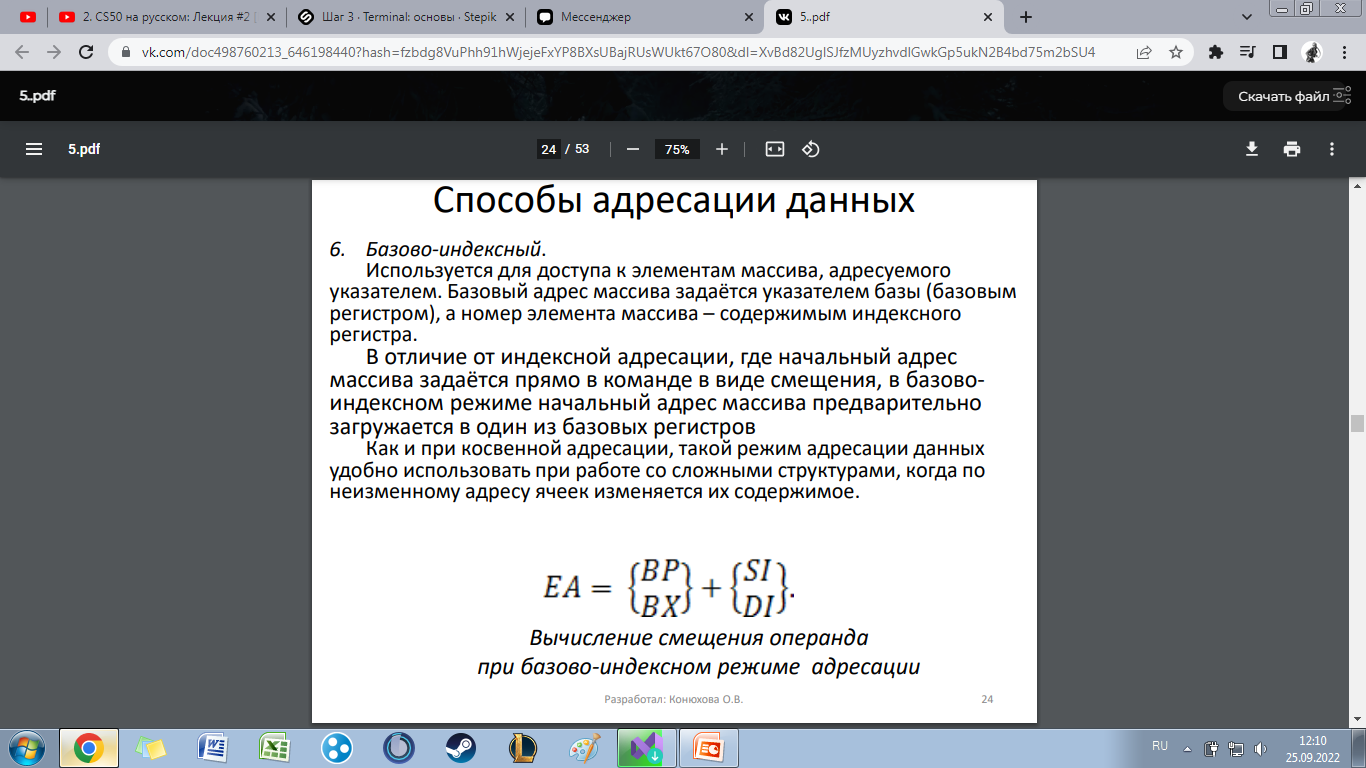 2. CS50 на русском: Лекция #2
Шаг 3 · Terminal: основы · Stepik
Мессенджер
5..pdf
vk.com/doc498760213_646198440?hash=fzbdg8VuPhh91hWjejeFxYP8BXsUBajRUsWUkt67O80&dl=XvBd82UgISJfzMUyzhvdlGwkGp5ukN2B4bd75m2bSU4
5..pdf
Скачать файл
5.pdf
24 / 53
75%
Способы адресации данных
6. Базово-индексный.
Используется для доступа к элементам массива, адресуемого
указателем. Базовый адрес массива задаётся указателем базы (базовым
регистром), а номер элемента массива – содержимым индексного
регистра.
В отличие от индексной адресации, где начальный адрес
массива задаётся прямо в команде в виде смещения, в базово-
индексном режиме начальный адрес массива предварительно
загружается в один из базовых регистров
Как и при косвенной адресации, такой режим адресации данных
удобно использовать при работе со сложными структурами, когда по
неизменному адресу ячеек изменяется их содержимое.
EA = {BP BX} + {SI DI}.
Вычисление смещения операнда
при базово-индексном режиме адресации
Разработал: Конюхова О.В.
24
RU
12:10
25.09.2022